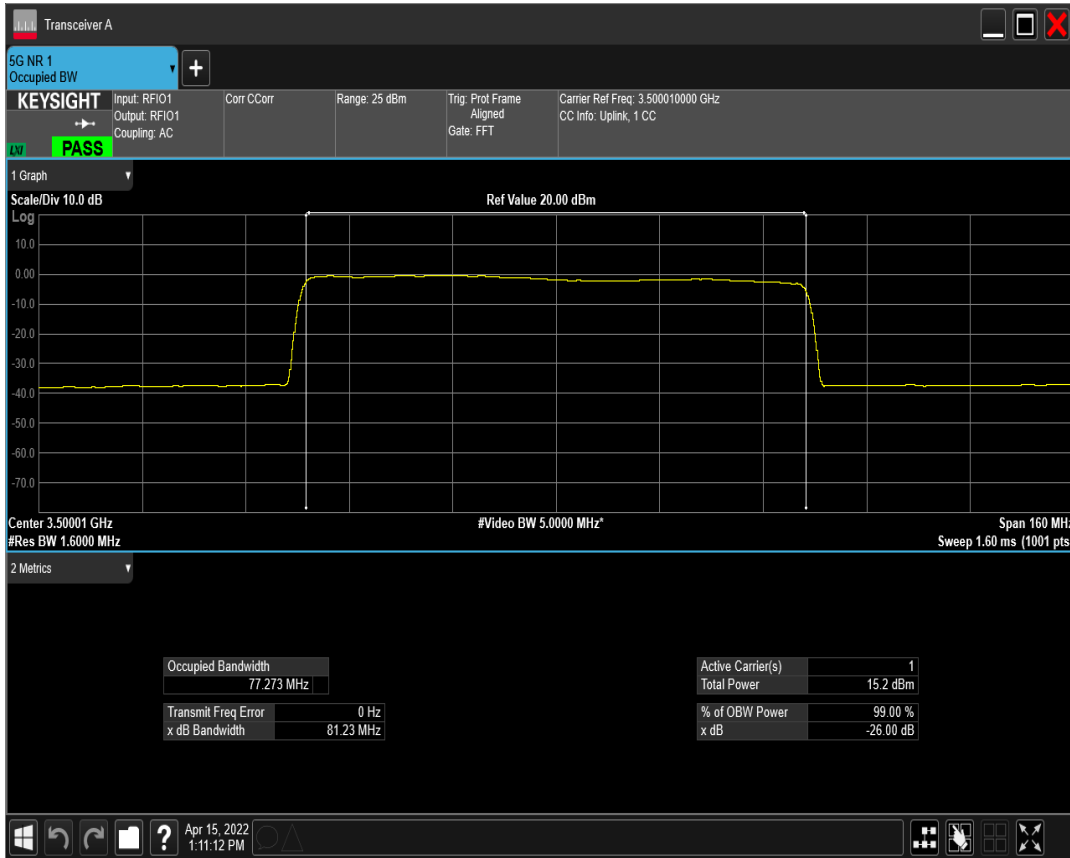 Transceiver A
5G NR 1
Occupied BW
KEYSIGHT
Input: RFIO1
Output: RFIO1
Coupling: AC
Corr CCorr
Range: 25 dBm
Trig: Prot Frame
Aligned
Gate: FFT
Carrier Ref Freq: 3.500010000 GHz
CC Info: Uplink, 1 CC
LXI
PASS
1 Graph
Scale/Div 10.0 dB
Ref Value 20.00 dBm
Log
10.0
0.00
-10.0
-20.0
-30.0
-40.0
-50.0
-60.0
-70.0
Center 3.50001 GHz
#Video BW 5.0000 MHz*
Span 160 MHz
#Res BW 1.6000 MHz
Sweep 1.60 ms (1001 pts
2 Metrics
Occupied Bandwidth
77.273 MHz
Transmit Freq Error 0 Hz
x dB Bandwidth 81.23 MHz
Active Carrier(s) 1
Total Power 15.2 dBm
% of OBW Power 99.00 %
x dB -26.00 dB
Apr 15, 2022
1:11:12 PM